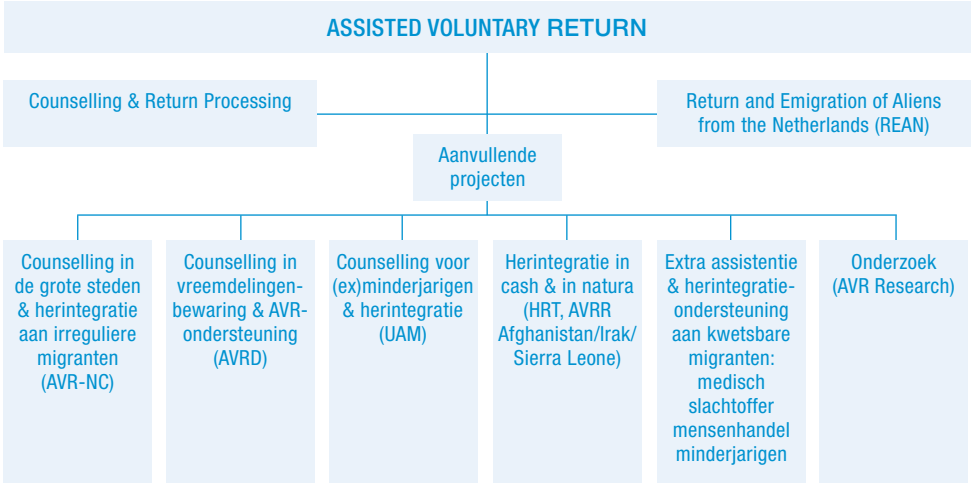 ASSISTED VOLUNTARY RETURN
Counselling & Return Processing
Return and Emigration of Aliens
from the Netherlands (REAN)
Aanvullende
projecten
Counselling in
de grote steden
& herintegratie
aan irreguliere
migranten
(AVR-NC)
Counselling in
vreemdelingen-
bewaring & AVR-
ondersteuning
(AVRD)
Counselling voor
(ex)minderjarigen
& herintegratie
(UAM)
Herintegratie in
cash & in natura
(HRT, AVRR
Afghanistan/Irak/
Sierra Leone)
Extra assistentie
& herintegratie-
ondersteuning
aan kwetsbare
migranten:
medisch
slachtoffer
mensenhandel
minderjarigen
Onderzoek
(AVR Research)